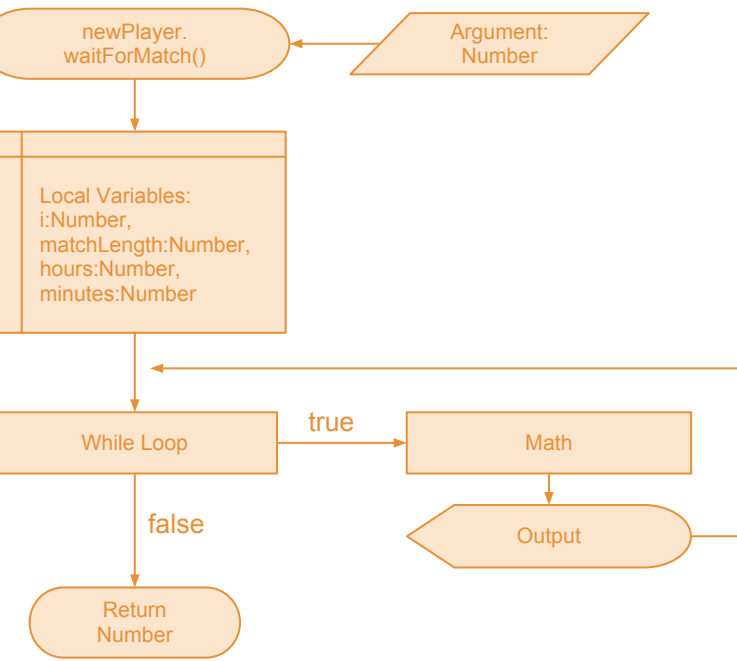 newPlayer.
waitForMatch()
Argument:
Number
Local Variables:
i:Number,
matchLength:Number,
hours:Number,
minutes:Number
While Loop
true
Math
false
Output
Return
Number